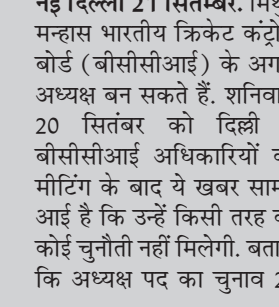 नई दिल्ली 21 सितम्बर.
मन्हास भारतीय क्रिकेट
बोर्ड (बीसीसीआई) के
अध्यक्ष बन सकते हैं.
20 सितंबर को दिल्ली
बीसीसीआई अधिकारियों
मीटिंग के बाद ये खबर
आई है कि उन्हें किसी तरह
कोई चुनौती नहीं मिलेगी.
कि अध्यक्ष पद का चुनाव